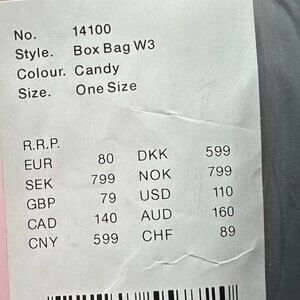 No. 14100
Style. Box Bag W3
Colour. Candy
Size. One Size
R.R.P.
EUR 80 DKK 599
SEK 799 NOK 799
GBP 79 USD 110
CAD 140 AUD 160
CNY 599 CHF 89